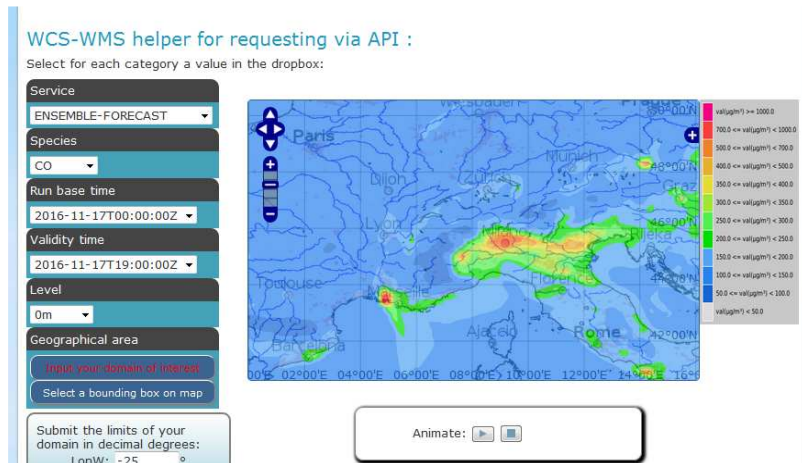 WCS-WMS helper for requesting via API :
Select for each category a value in the dropbox:
Service
ENSEMBLE-FORECAST
Species
CO
Run base time
2016-11-17T00:00:00Z
Validity time
2016-11-17T19:00:00Z
Level
0m
Geographical area
Input your domain of interest
Select a bounding box on map
Submit the limits of your
domain in decimal degrees:
LonW: -25 °
Paris
Dijon
Zürich
Munich
Graz
Lyon
Milano
Rijeka
Toulouse
Marseille
Florence
Ajaccio
Rome
Barcelona
50°00'N
48°00'N
46°00'N
44°00'N
42°00'N
02°00'E 04°00'E 06°00'E 08°00'E 10°00'E 12°00'E 14°00'E
val(µg/m³) >= 1000.0
700.0 <= val(µg/m³) < 1000.0
500.0 <= val(µg/m³) < 700.0
400.0 <= val(µg/m³) < 500.0
350.0 <= val(µg/m³) < 400.0
300.0 <= val(µg/m³) < 350.0
250.0 <= val(µg/m³) < 300.0
200.0 <= val(µg/m³) < 250.0
150.0 <= val(µg/m³) < 200.0
100.0 <= val(µg/m³) < 150.0
50.0 <= val(µg/m³) < 100.0
val(µg/m³) < 50.0
Animate: